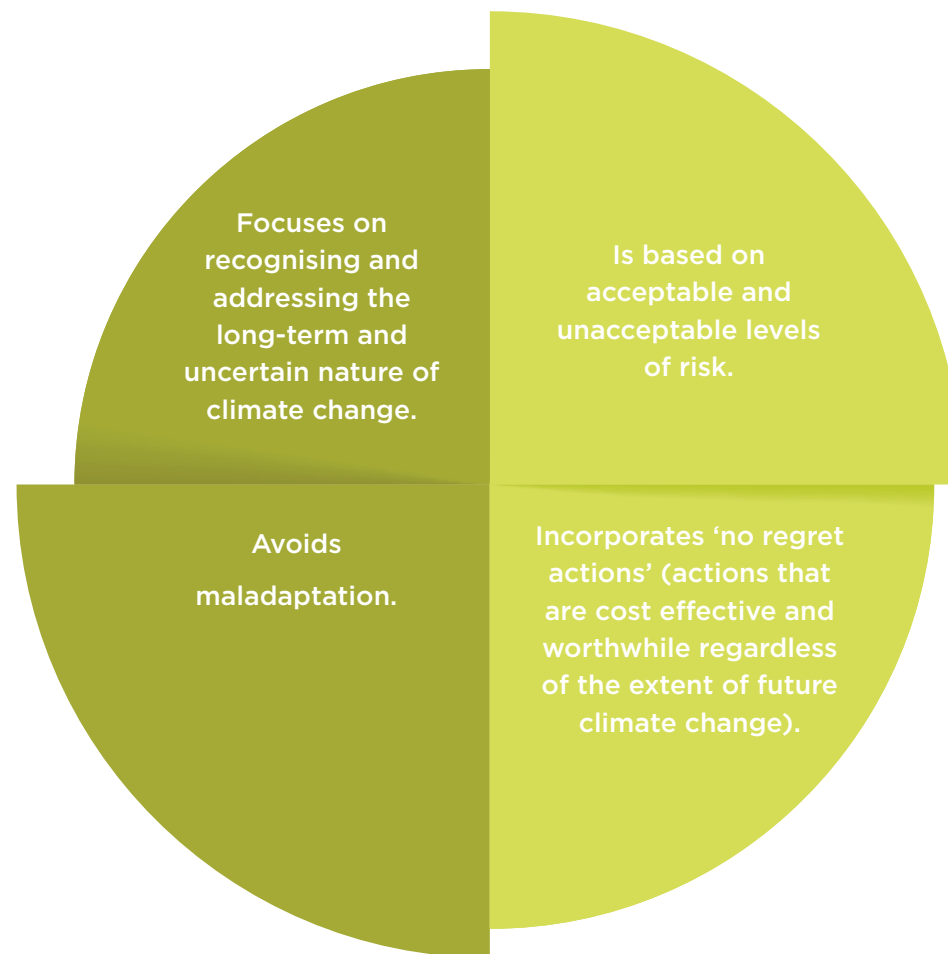 Focuses on
recognising and
addressing the
long-term and
uncertain nature of
climate change.
Is based on
acceptable and
unacceptable levels
of risk.
Avoids
maladaptation.
Incorporates ‘no regret
actions’ (actions that
are cost effective and
worthwhile regardless
of the extent of future
climate change).